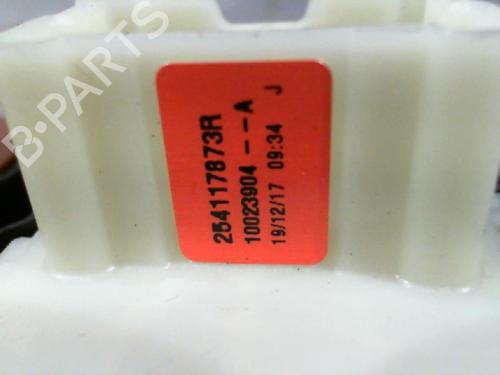 254117873R
10023904 - - A
19/12/17 09:34 J
B-PARTS